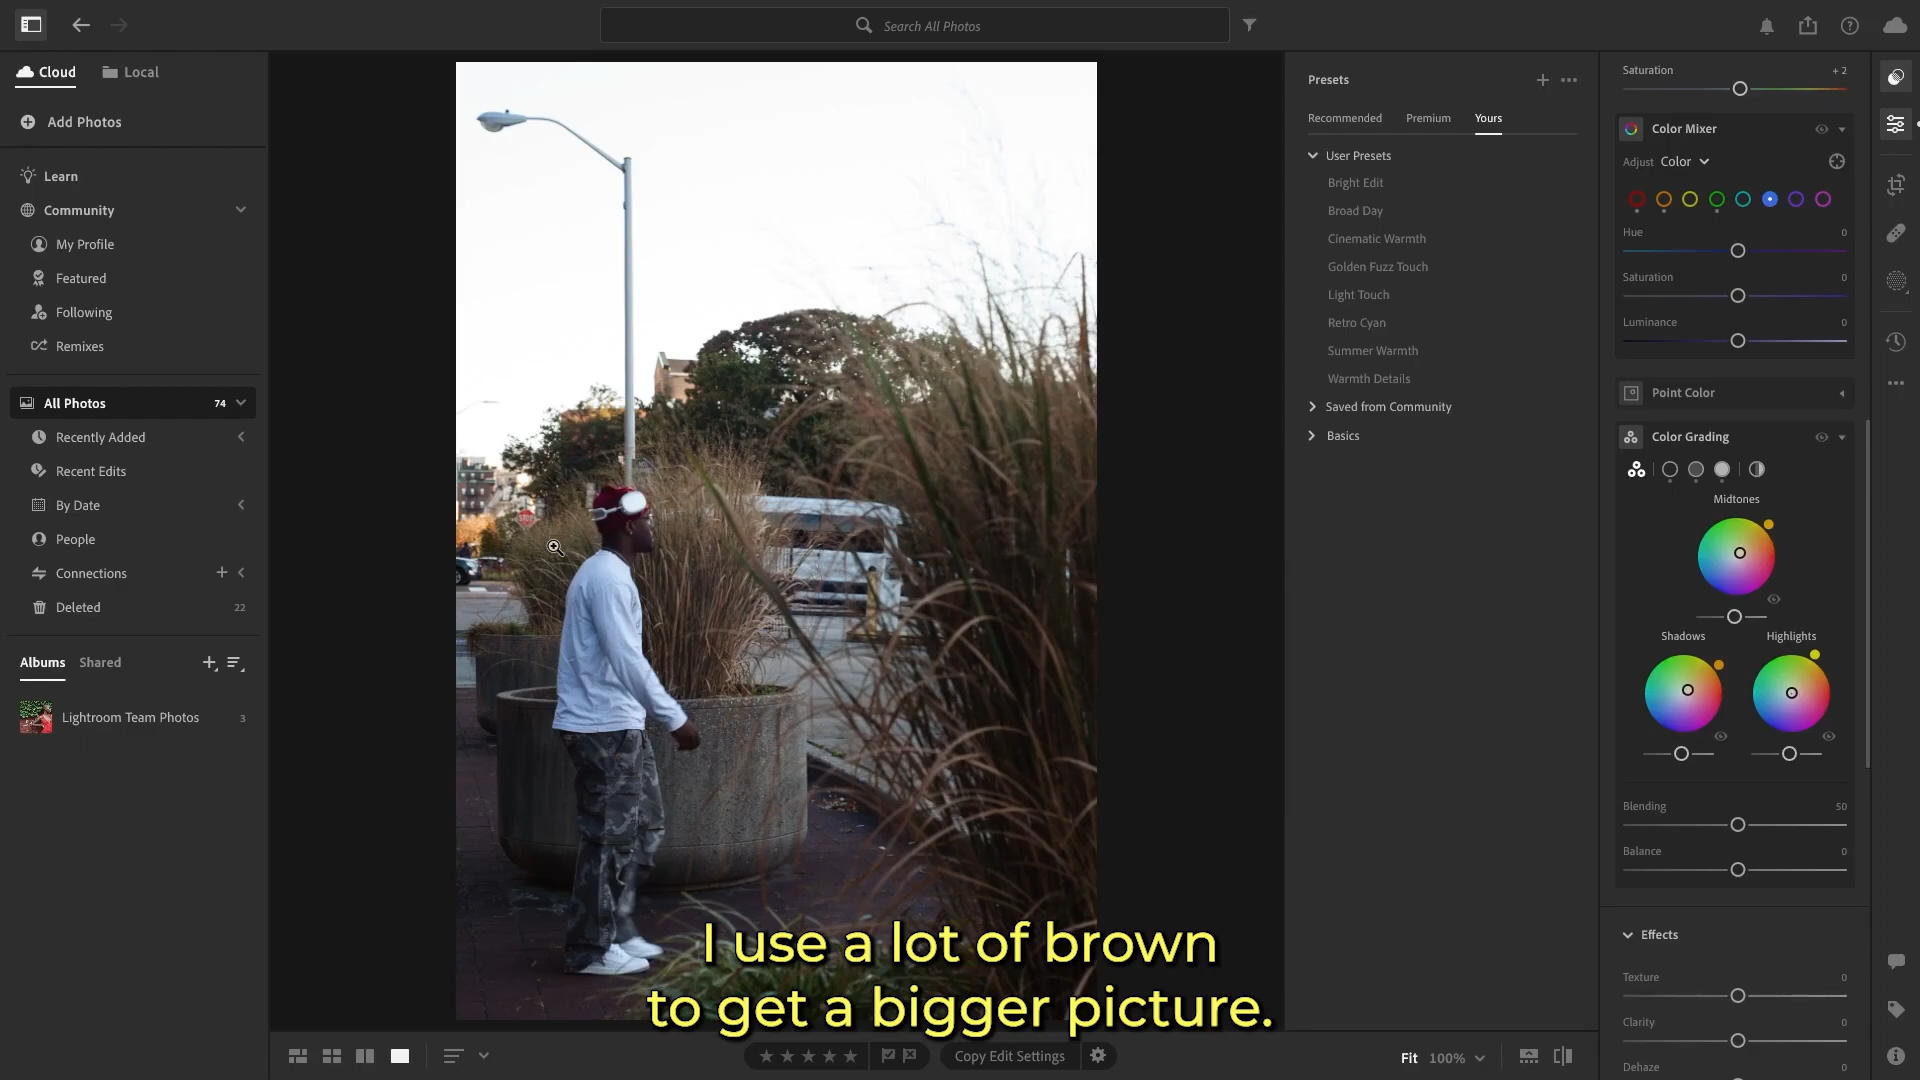 Search All Photos
Cloud
Local
Add Photos
Learn
Community
My Profile
Featured
Following
Remixes
All Photos
74
Recently Added
Recent Edits
By Date
People
Connections
Deleted
22
Albums
Shared
Lightroom Team Photos
3
STOP
I use a lot of brown
to get a bigger picture.
Copy Edit Settings
Fit
100%
Presets
Recommended
Premium
Yours
User Presets
Bright Edit
Broad Day
Cinematic Warmth
Golden Fuzz Touch
Light Touch
Retro Cyan
Summer Warmth
Warmth Details
Saved from Community
Basics
Saturation
+ 2
Color Mixer
Adjust Color
Hue
0
Saturation
0
Luminance
0
Point Color
Color Grading
Midtones
Shadows
Highlights
Blending
50
Balance
0
Effects
Texture
0
Clarity
0
Dehaze
0